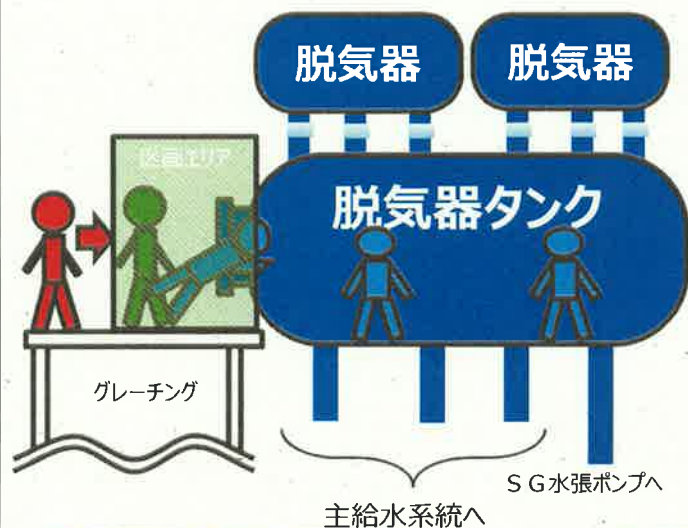 脱気器
脱気器
区画エリア
脱気器タンク
グレーチング
ＳＧ水張ポンプへ
主給水系統へ